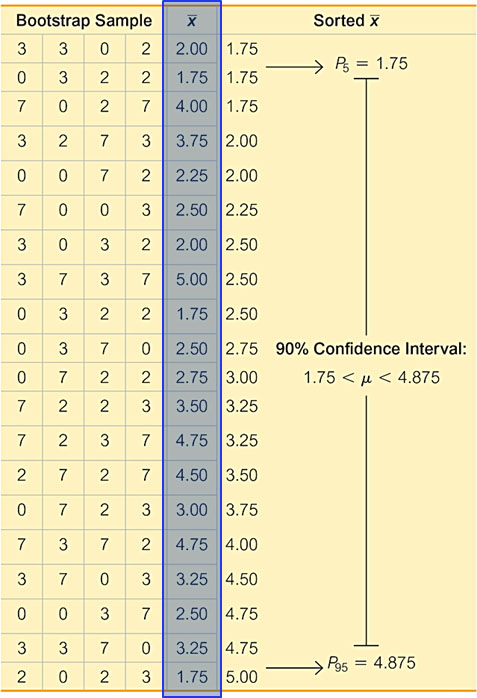 Bootstrap Sample x̄ Sorted x̄
3 3 0 2 2.00 1.75
P5 = 1.75
0 3 2 2 1.75 1.75
7 0 2 7 4.00 1.75
3 2 7 3 3.75 2.00
0 0 7 2 2.25 2.00
7 0 0 3 2.50 2.25
3 0 3 2 2.00 2.50
3 7 3 7 5.00 2.50
0 3 2 2 1.75 2.50
0 3 7 0 2.50 2.75 90% Confidence Interval:
0 7 2 2 2.75 3.00 1.75 < μ < 4.875
7 2 2 3 3.50 3.25
7 2 3 7 4.75 3.25
2 7 2 7 4.50 3.50
0 7 2 3 3.00 3.75
7 3 7 2 4.75 4.00
3 7 0 3 3.25 4.50
0 0 3 7 2.50 4.75
3 3 7 0 3.25 4.75
P95 = 4.875
2 0 2 3 1.75 5.00